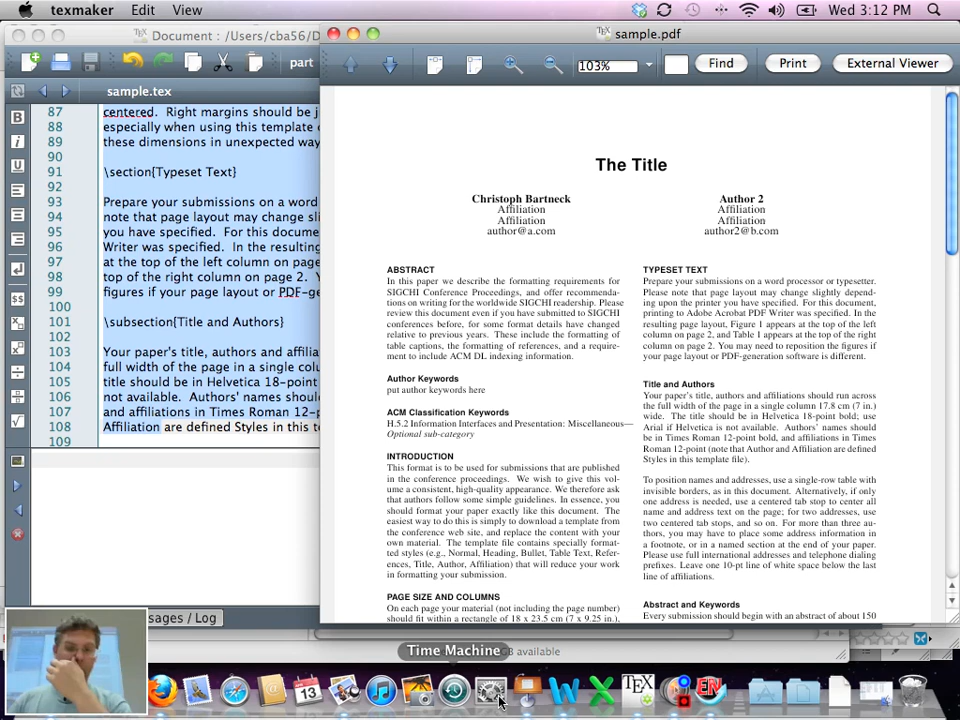 texmaker Edit View Wed 3:12 PM
Document : /Users/cba56/D
sample.pdf
part
103% Find Print External Viewer
sample.tex
87 centered. Right margins should be j
88 especially when using this template
89 these dimensions in unexpected way
90
91 \section{Typeset Text}
92
93 Prepare your submissions on a word
94 note that page layout may change sli
95 you have specified. For this docume
96 Writer was specified. In the resulting
97 at the top of the left column on page
98 top of the right column on page 2. Y
99 figures if your page layout or PDF-ge
100
101 \subsection{Title and Authors}
102
103 Your paper's title, authors and affilia
104 full width of the page in a single colu
105 title should be in Helvetica 18-point
106 not available. Authors' names shoul
107 and affiliations in Times Roman 12-p
108 Affiliation are defined Styles in this t
109
The Title
Christoph Bartneck
Affiliation
Affiliation
author@a.com
Author 2
Affiliation
Affiliation
author2@b.com
ABSTRACT
In this paper we describe the formatting requirements for
SIGCHI Conference Proceedings, and offer recommenda-
tions on writing for the worldwide SIGCHI readership. Please
review this document even if you have submitted to SIGCHI
conferences before, for some format details have changed
relative to previous years. These include the formatting of
table captions, the formatting of references, and a require-
ment to include ACM DL indexing information.
Author Keywords
put author keywords here
ACM Classification Keywords
H.5.2 Information Interfaces and Presentation: Miscellaneous—
Optional sub-category
INTRODUCTION
This format is to be used for submissions that are published
in the conference proceedings. We wish to give this vol-
ume a consistent, high-quality appearance. We therefore ask
that authors follow some simple guidelines. In essence, you
should format your paper exactly like this document. The
easiest way to do this is simply to download a template from
the conference web site, and replace the content with your
own material. The template file contains specially format-
ted styles (e.g., Normal, Heading, Bullet, Table Text, Refer-
ences, Title, Author, Affiliation) that will reduce your work
in formatting your submission.
PAGE SIZE AND COLUMNS
On each page your material (not including the page number)
should fit within a rectangle of 18 x 23.5 cm (7 x 9.25 in.),
TYPESET TEXT
Prepare your submissions on a word processor or typesetter.
Please note that page layout may change slightly depend-
ing upon the printer you have specified. For this document,
printing to Adobe Acrobat PDF Writer was specified. In the
resulting page layout, Figure 1 appears at the top of the left
column on page 2, and Table 1 appears at the top of the right
column on page 2. You may need to reposition the figures if
your page layout or PDF-generation software is different.
Title and Authors
Your paper's title, authors and affiliations should run across
the full width of the page in a single column 17.8 cm (7 in.)
wide. The title should be in Helvetica 18-point bold; use
Arial if Helvetica is not available. Authors' names should
be in Times Roman 12-point bold, and affiliations in Times
Roman 12-point (note that Author and Affiliation are defined
Styles in this template file).
To position names and addresses, use a single-row table with
invisible borders, as in this document. Alternatively, if only
one address is needed, use a centered tab stop to center all
name and address text on the page; for two addresses, use
two centered tab stops, and so on. For more than three au-
thors, you may have to place some address information in
a footnote, or in a named section at the end of your paper.
Please use full international addresses and telephone dialing
prefixes. Leave one 10-pt line of white space below the last
line of affiliations.
Abstract and Keywords
Every submission should begin with an abstract of about 150
sages / Log
Time Machine
GB available
13
TEX
EN